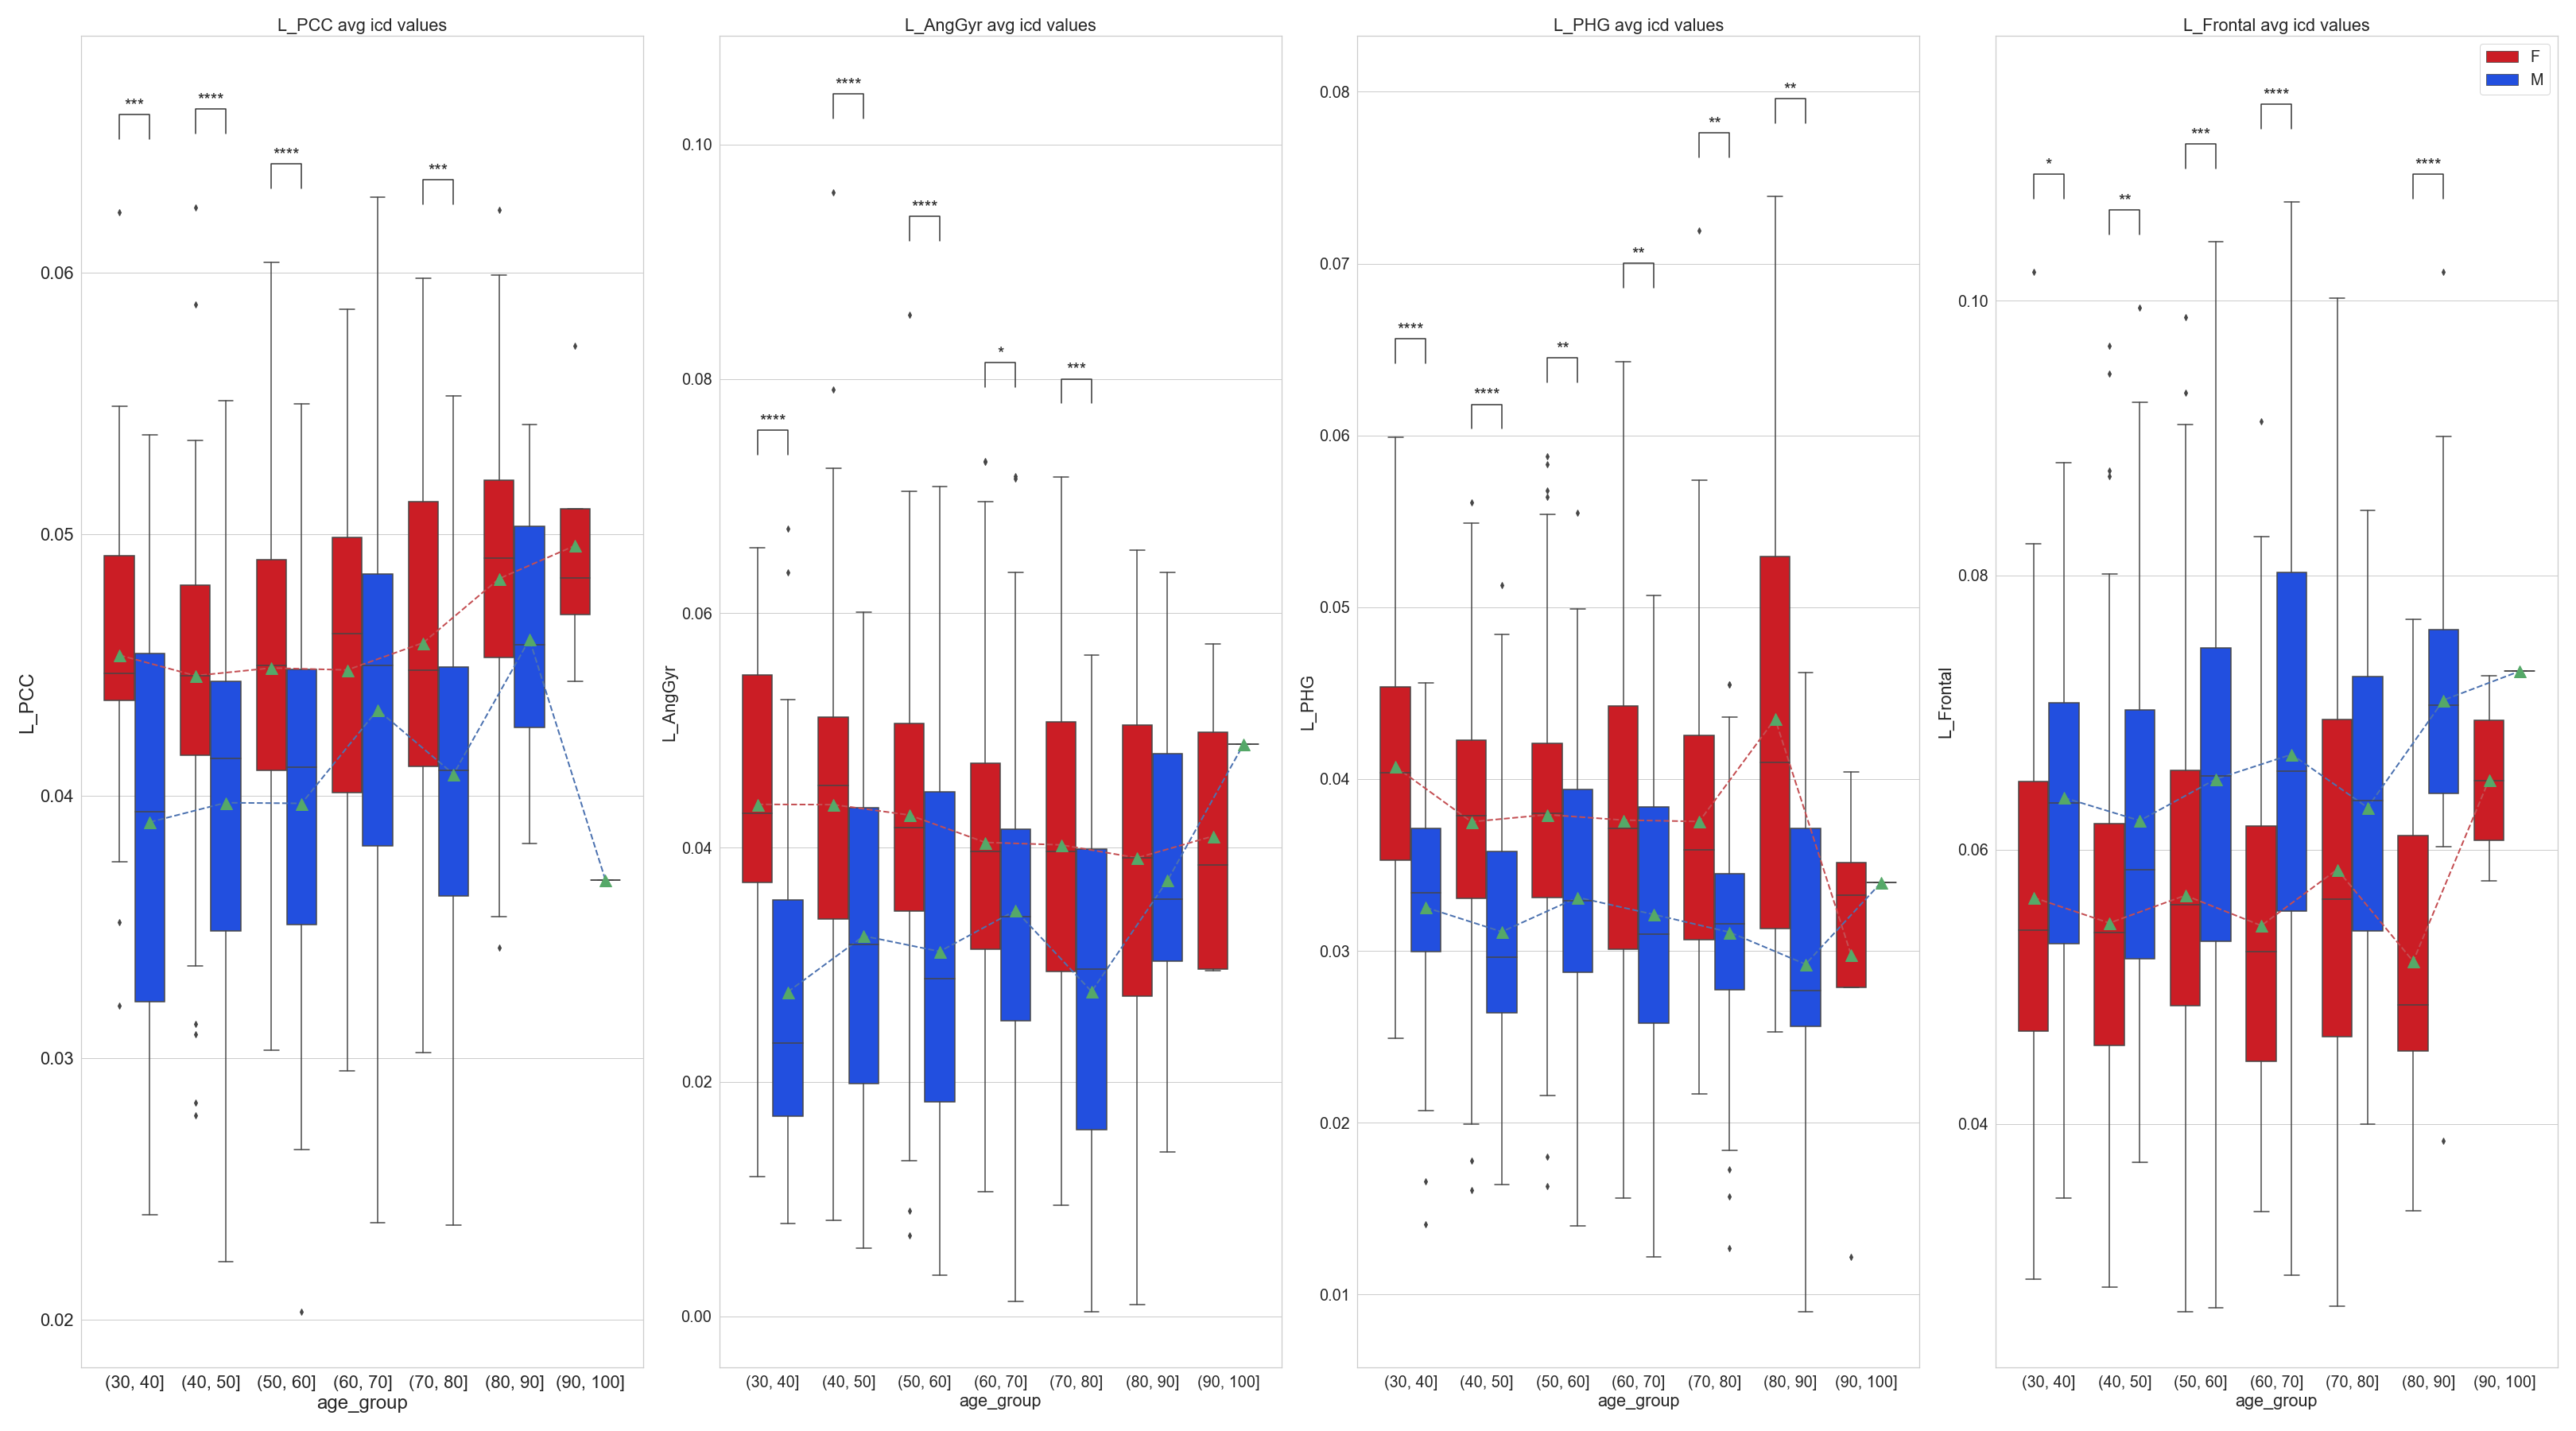 L_PCC avg icd values
L_PCC
0.06
0.05
0.04
0.03
0.02
*** **** **** ***
(30, 40] (40, 50] (50, 60] (60, 70] (70, 80] (80, 90] (90, 100]
age_group
L_AngGyr avg icd values
L_AngGyr
0.10
0.08
0.06
0.04
0.02
0.00
**** **** **** * ***
(30, 40] (40, 50] (50, 60] (60, 70] (70, 80] (80, 90] (90, 100]
age_group
L_PHG avg icd values
L_PHG
0.08
0.07
0.06
0.05
0.04
0.03
0.02
0.01
**** **** ** ** ** **
(30, 40] (40, 50] (50, 60] (60, 70] (70, 80] (80, 90] (90, 100]
age_group
L_Frontal avg icd values
F
M
L_Frontal
0.10
0.08
0.06
0.04
* ** *** **** ****
(30, 40] (40, 50] (50, 60] (60, 70] (70, 80] (80, 90] (90, 100]
age_group